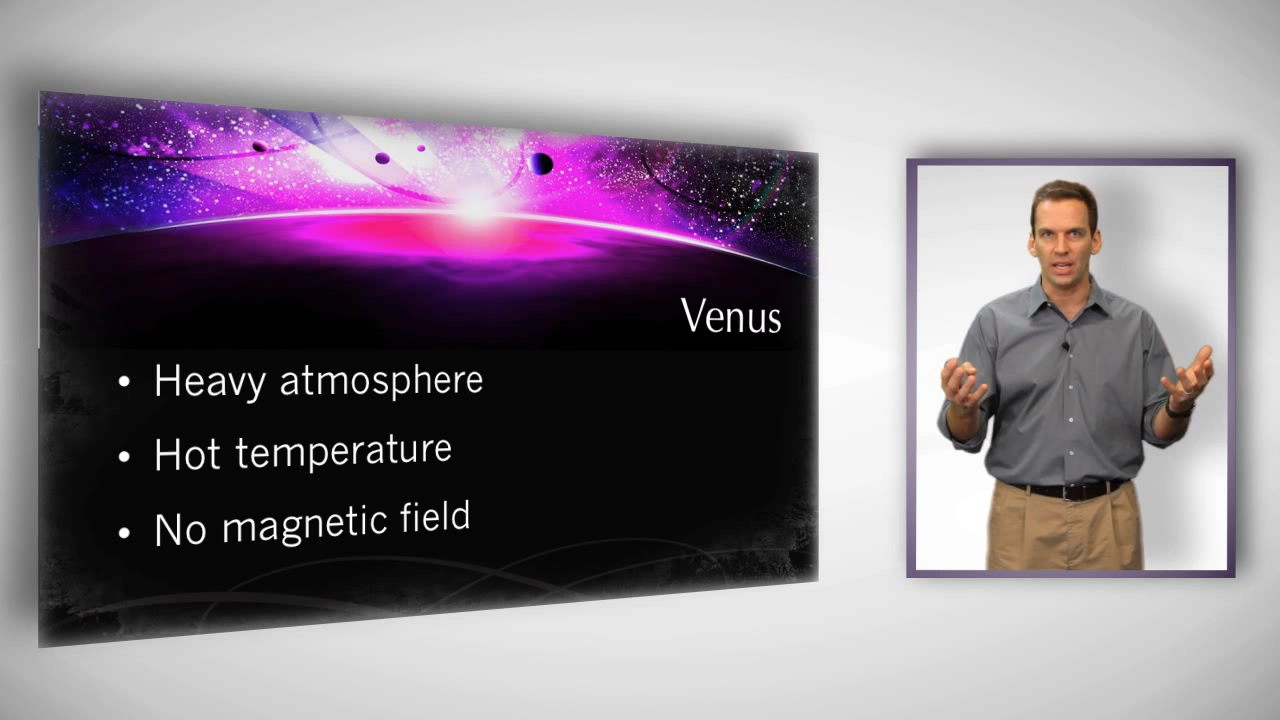 Venus
• Heavy atmosphere
• Hot temperature
• No magnetic field